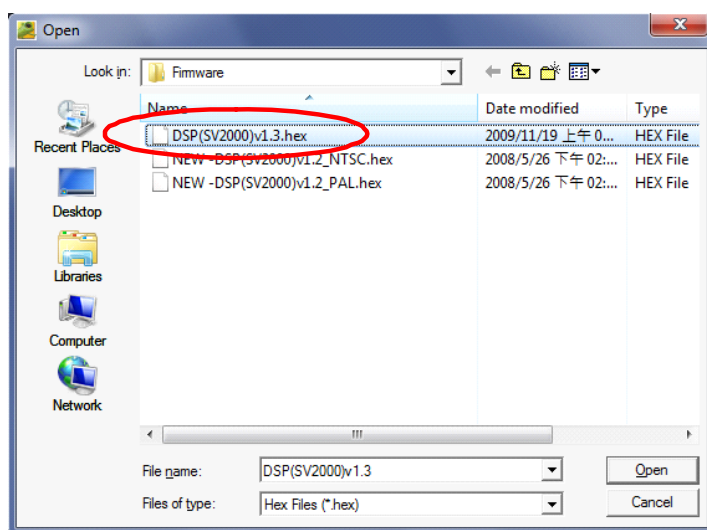 Open
Look in:
Firmware
Name
Date modified
Type
DSP(SV2000)v1.3.hex
2009/11/19 上午 0...
HEX File
NEW -DSP(SV2000)v1.2_NTSC.hex
2008/5/26 下午 02:...
HEX File
NEW -DSP(SV2000)v1.2_PAL.hex
2008/5/26 下午 02:...
HEX File
Recent Places
Desktop
Libraries
Computer
Network
File name:
DSP(SV2000)v1.3
Open
Files of type:
Hex Files (*.hex)
Cancel